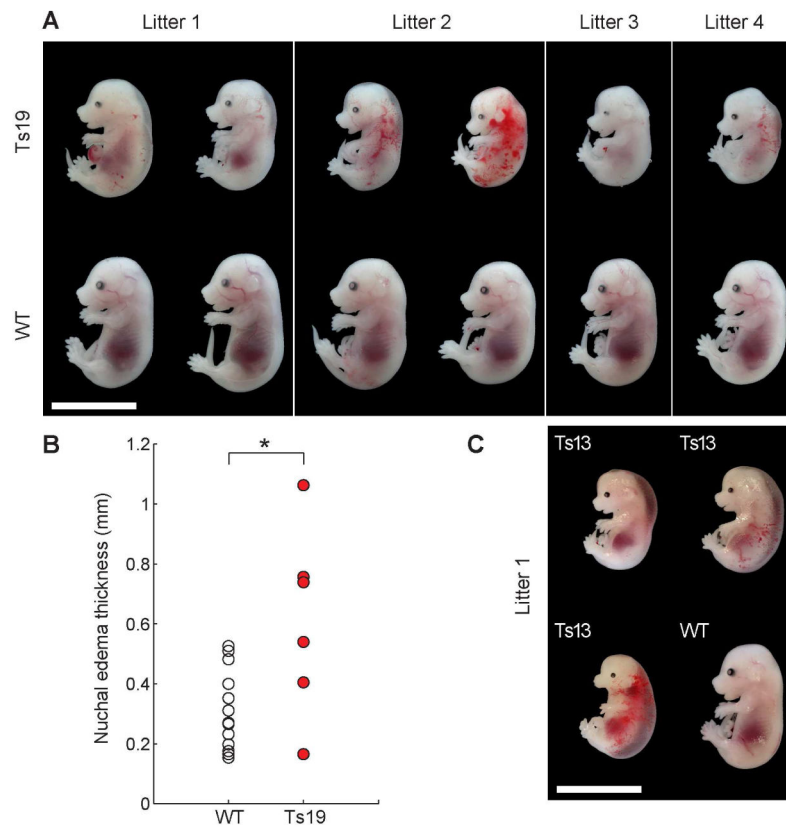 A
Litter 1
Litter 2
Litter 3
Litter 4
Ts19
WT
B
Nuchal edema thickness (mm)
1.2
1
0.8
0.6
0.4
0.2
0
*
WT
Ts19
C
Litter 1
Ts13
Ts13
Ts13
WT